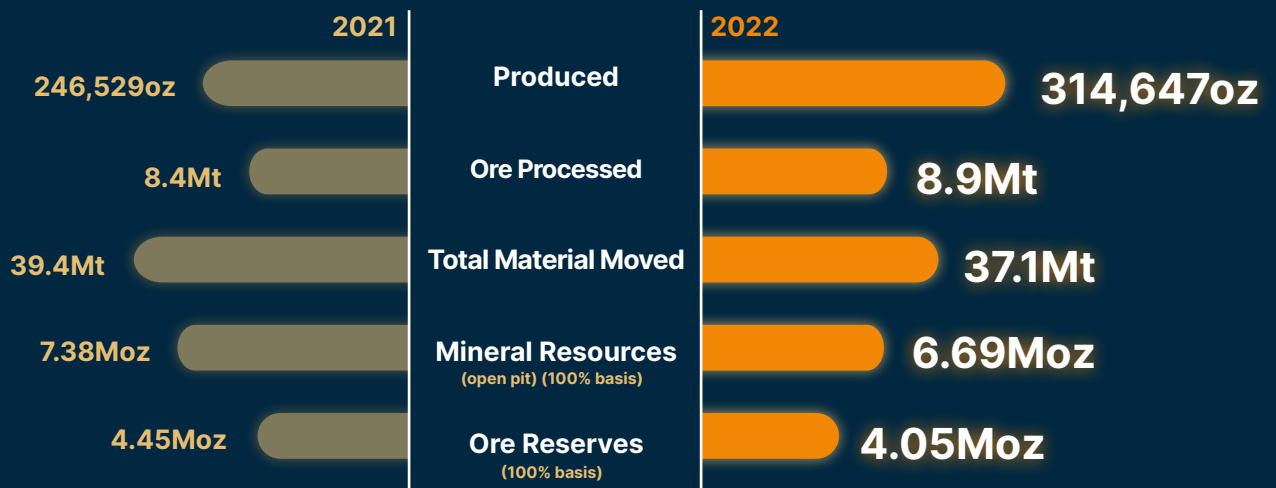 2021
2022
246,529oz
Produced
314,647oz
8.4Mt
Ore Processed
8.9Mt
39.4Mt
Total Material Moved
37.1Mt
7.38Moz
Mineral Resources
(open pit) (100% basis)
6.69Moz
4.45Moz
Ore Reserves
(100% basis)
4.05Moz